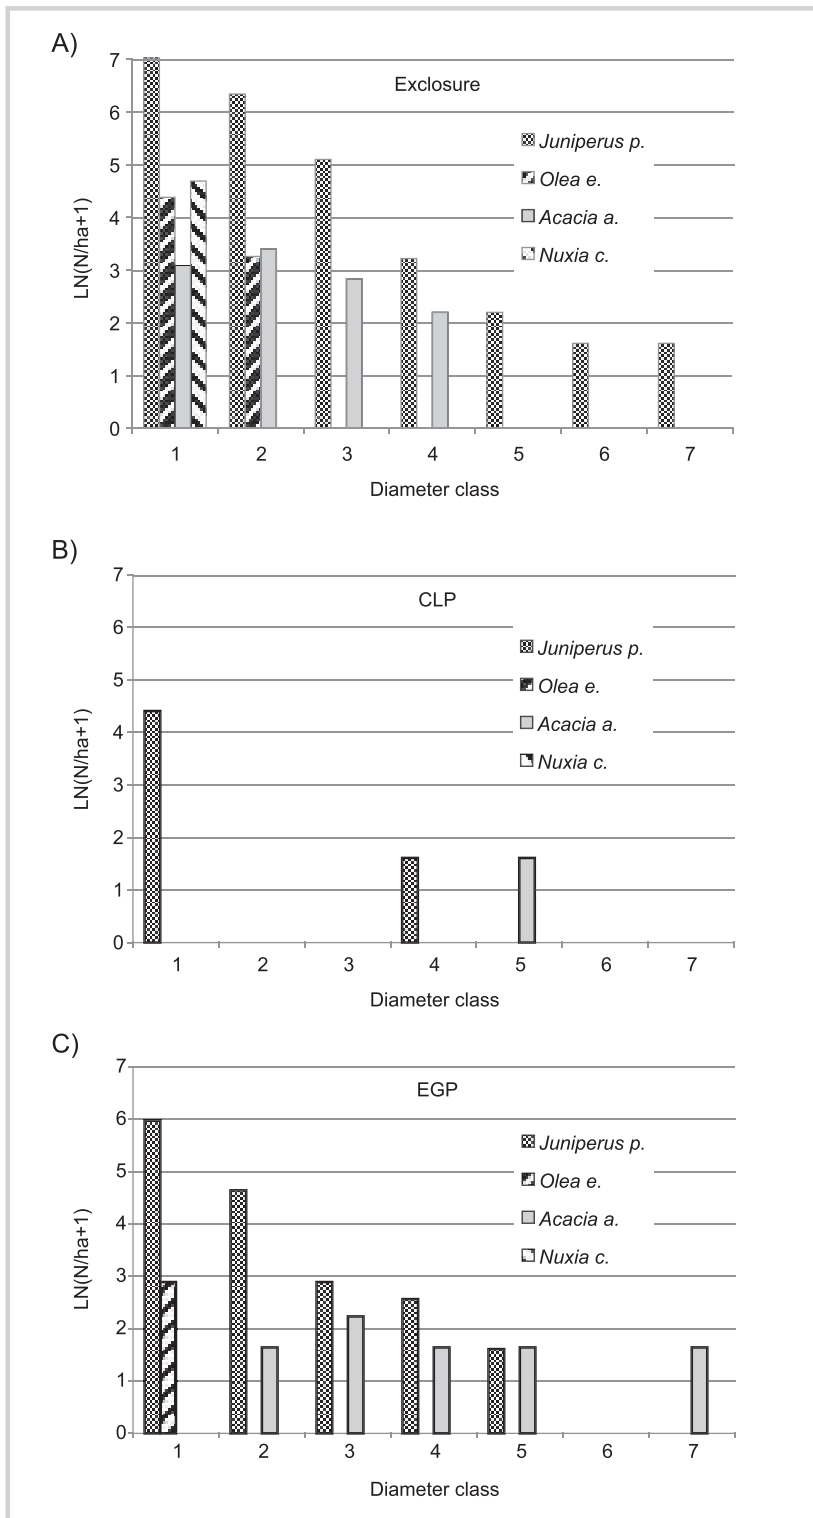 A)
Exclosure
7
6
5
4
3
2
1
0
LN(N/ha+1)
Juniperus p.
Olea e.
Acacia a.
Nuxia c.
1 2 3 4 5 6 7
Diameter class
B)
CLP
7
6
5
4
3
2
1
0
LN(N/ha+1)
Juniperus p.
Olea e.
Acacia a.
Nuxia c.
1 2 3 4 5 6 7
Diameter class
C)
EGP
7
6
5
4
3
2
1
0
LN(N/ha+1)
Juniperus p.
Olea e.
Acacia a.
Nuxia c.
1 2 3 4 5 6 7
Diameter class